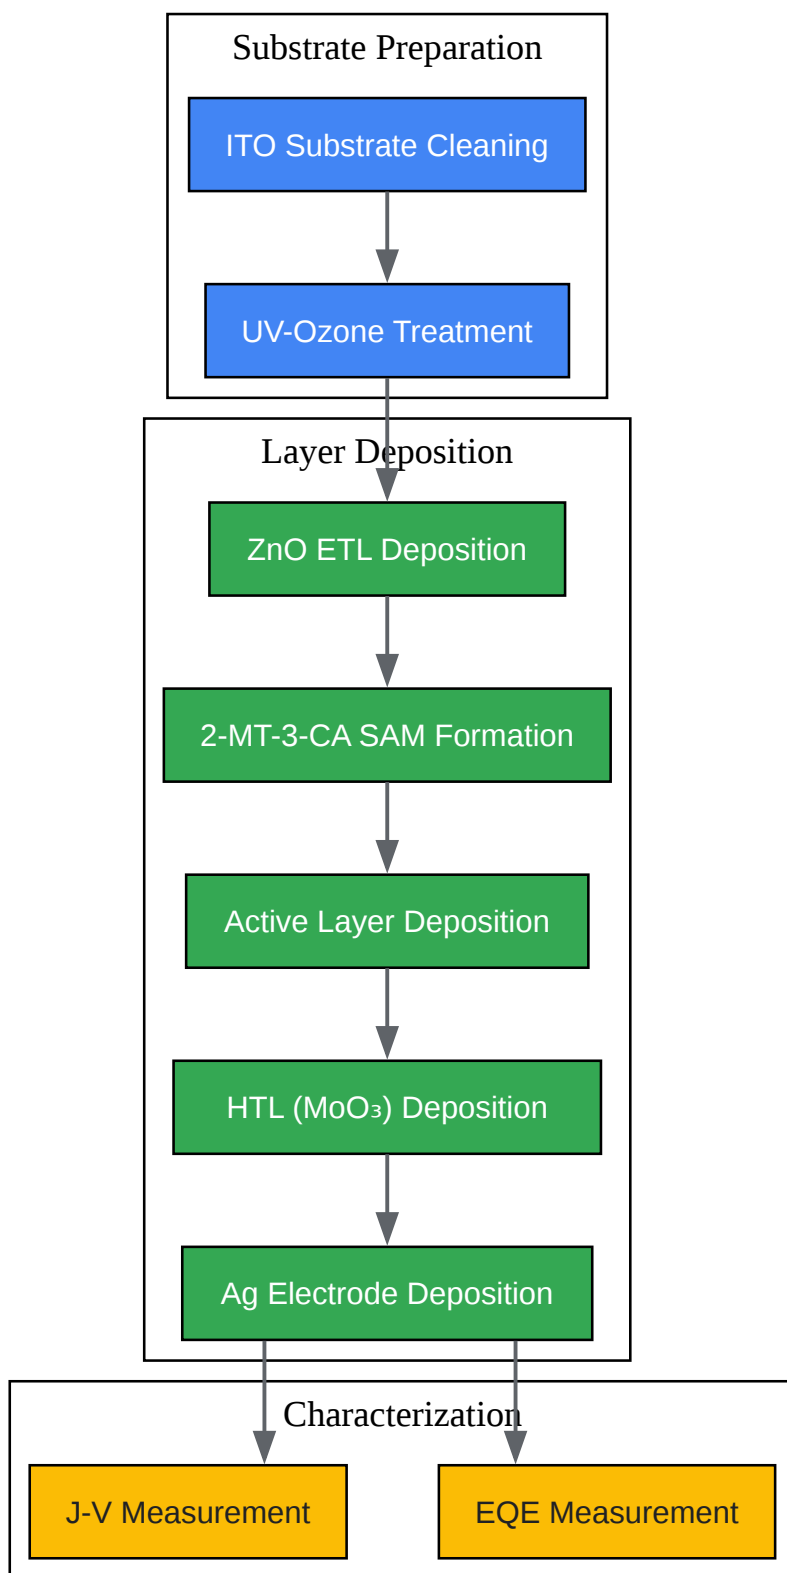 Substrate Preparation
ITO Substrate Cleaning
UV-Ozone Treatment
Layer Deposition
ZnO ETL Deposition
2-MT-3-CA SAM Formation
Active Layer Deposition
HTL (MoO₃) Deposition
Ag Electrode Deposition
Characterization
J-V Measurement
EQE Measurement